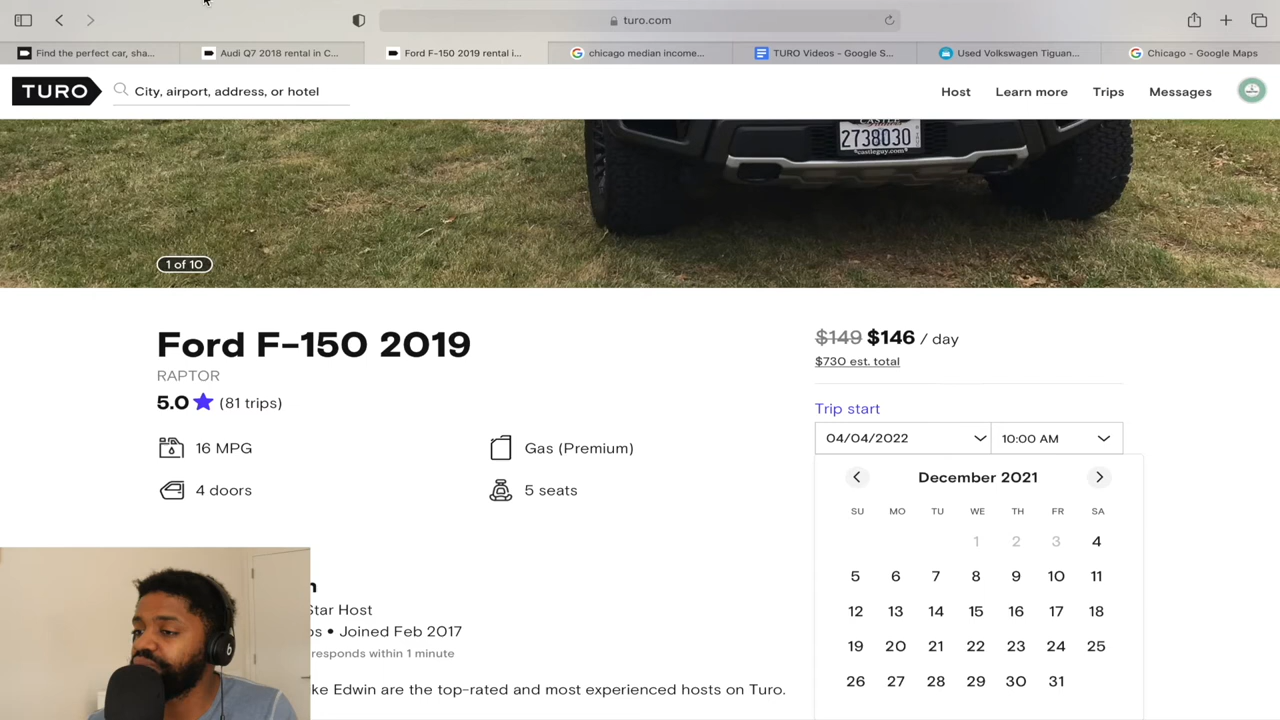 turo.com
Find the perfect car, sha...
Audi Q7 2018 rental in C...
Ford F-150 2019 rental i...
chicago median income...
TURO Videos - Google S...
Used Volkswagen Tiguan...
Chicago - Google Maps
TURO
City, airport, address, or hotel
Host
Learn more
Trips
Messages
2738030
castleguy.com
1 of 10
Ford F-150 2019
RAPTOR
5.0 (81 trips)
16 MPG
Gas (Premium)
4 doors
5 seats
$149 $146 / day
$730 est. total
Trip start
04/04/2022
10:00 AM
December 2021
SU MO TU WE TH FR SA
1 2 3 4
5 6 7 8 9 10 11
12 13 14 15 16 17 18
19 20 21 22 23 24 25
26 27 28 29 30 31
Star Host
• Joined Feb 2017
responds within 1 minute
ke Edwin are the top-rated and most experienced hosts on Turo.